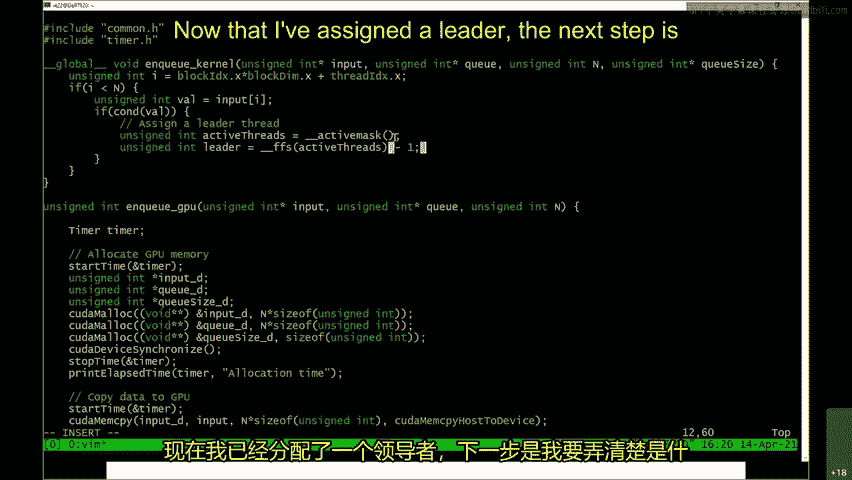 #include "common.h"
#include "timer.h"
Now that I've assigned a leader, the next step is
__global__ void enqueue_kernel(unsigned int* input, unsigned int* queue, unsigned int N, unsigned int* queueSize) {
unsigned int i = blockIdx.x*blockDim.x + threadIdx.x;
if(i < N) {
unsigned int val = input[i];
if(cond(val)) {
// Assign a leader thread
unsigned int activeThreads = __activemask();
unsigned int leader = __ffs(activeThreads) - 1;
}
}
}
unsigned int enqueue_gpu(unsigned int* input, unsigned int* queue, unsigned int N) {
Timer timer;
// Allocate GPU memory
startTime(&timer);
unsigned int *input_d;
unsigned int *queue_d;
unsigned int *queueSize_d;
cudaMalloc((void**) &input_d, N*sizeof(unsigned int));
cudaMalloc((void**) &queue_d, N*sizeof(unsigned int));
cudaMalloc((void**) &queueSize_d, sizeof(unsigned int));
cudaDeviceSynchronize();
stopTime(&timer);
printElapsedTime(timer, "Allocation time");
// Copy data to GPU
startTime(&timer);
cudaMemcpy(input_d, input, N*sizeof(unsigned int), cudaMemcpyHostToDevice);
-- INSERT -- 12,60 Top
[0] 0:vim* 16:20 14-Apr-21
现在我已经分配了一个领导者，下一步是我要弄清楚是什
+18